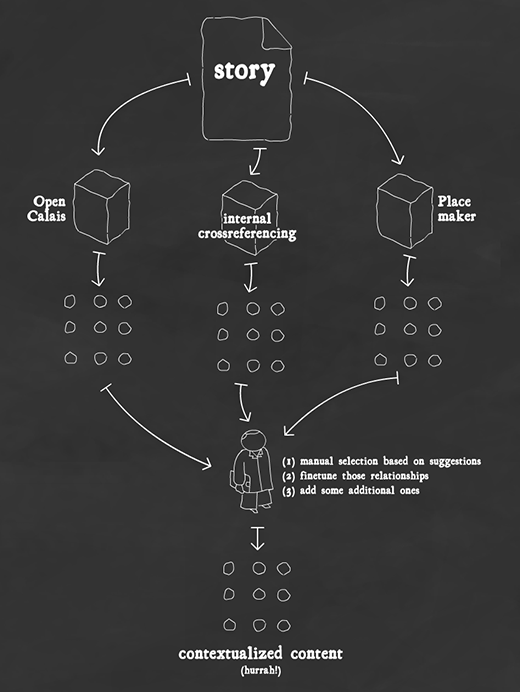 story
Open
Calais
internal
crossreferencing
Place
maker
(1) manual selection based on suggestions
(2) finetune those relationships
(3) add some additional ones
contextualized content
(hurrah!)